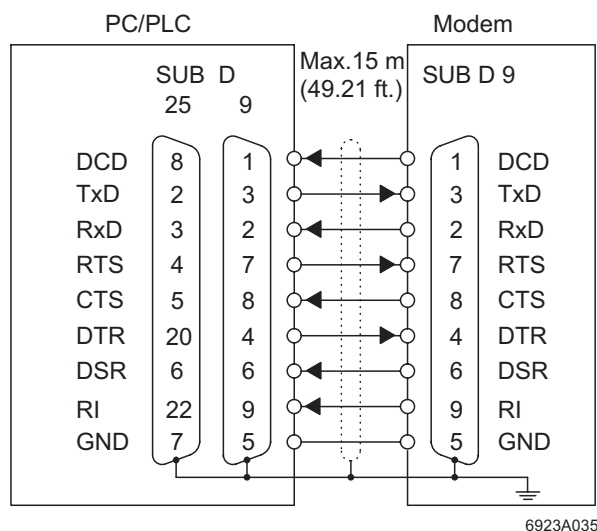 PC/PLC Modem
Max.15 m
(49.21 ft.)
SUB D SUB D 9
25 9
DCD 8 1 1 DCD
TxD 2 3 3 TxD
RxD 3 2 2 RxD
RTS 4 7 7 RTS
CTS 5 8 8 CTS
DTR 20 4 4 DTR
DSR 6 6 6 DSR
RI 22 9 9 RI
GND 7 5 5 GND
6923A035